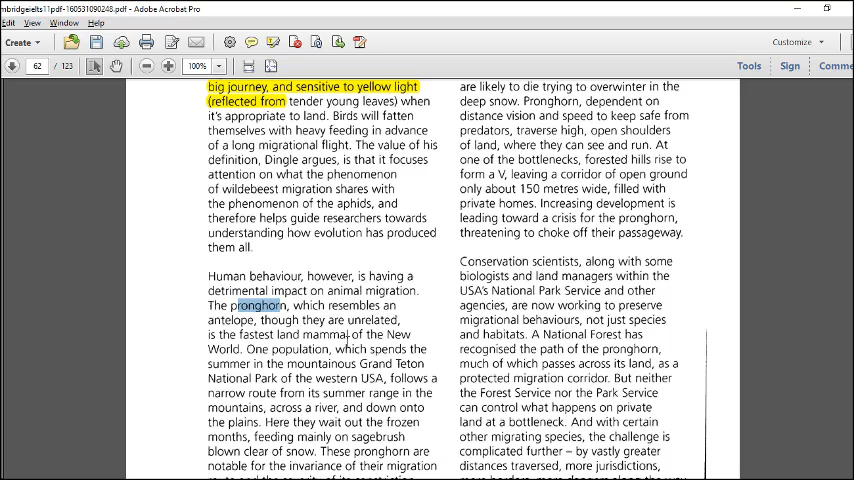 mbridgeielts11pdf-160531090248.pdf - Adobe Acrobat Pro
Edit View Window Help
Create
Customize
62 / 123
100%
Tools Sign Comme
big journey, and sensitive to yellow light
(reflected from tender young leaves) when
it's appropriate to land. Birds will fatten
themselves with heavy feeding in advance
of a long migrational flight. The value of his
definition, Dingle argues, is that it focuses
attention on what the phenomenon
of wildebeest migration shares with
the phenomenon of the aphids, and
therefore helps guide researchers towards
understanding how evolution has produced
them all.
Human behaviour, however, is having a
detrimental impact on animal migration.
The pronghorn, which resembles an
antelope, though they are unrelated,
is the fastest land mammal of the New
World. One population, which spends the
summer in the mountainous Grand Teton
National Park of the western USA, follows a
narrow route from its summer range in the
mountains, across a river, and down onto
the plains. Here they wait out the frozen
months, feeding mainly on sagebrush
blown clear of snow. These pronghorn are
notable for the invariance of their migration
are likely to die trying to overwinter in the
deep snow. Pronghorn, dependent on
distance vision and speed to keep safe from
predators, traverse high, open shoulders
of land, where they can see and run. At
one of the bottlenecks, forested hills rise to
form a V, leaving a corridor of open ground
only about 150 metres wide, filled with
private homes. Increasing development is
leading toward a crisis for the pronghorn,
threatening to choke off their passageway.
Conservation scientists, along with some
biologists and land managers within the
USA's National Park Service and other
agencies, are now working to preserve
migrational behaviours, not just species
and habitats. A National Forest has
recognised the path of the pronghorn,
much of which passes across its land, as a
protected migration corridor. But neither
the Forest Service nor the Park Service
can control what happens on private
land at a bottleneck. And with certain
other migrating species, the challenge is
complicated further – by vastly greater
distances traversed, more jurisdictions,